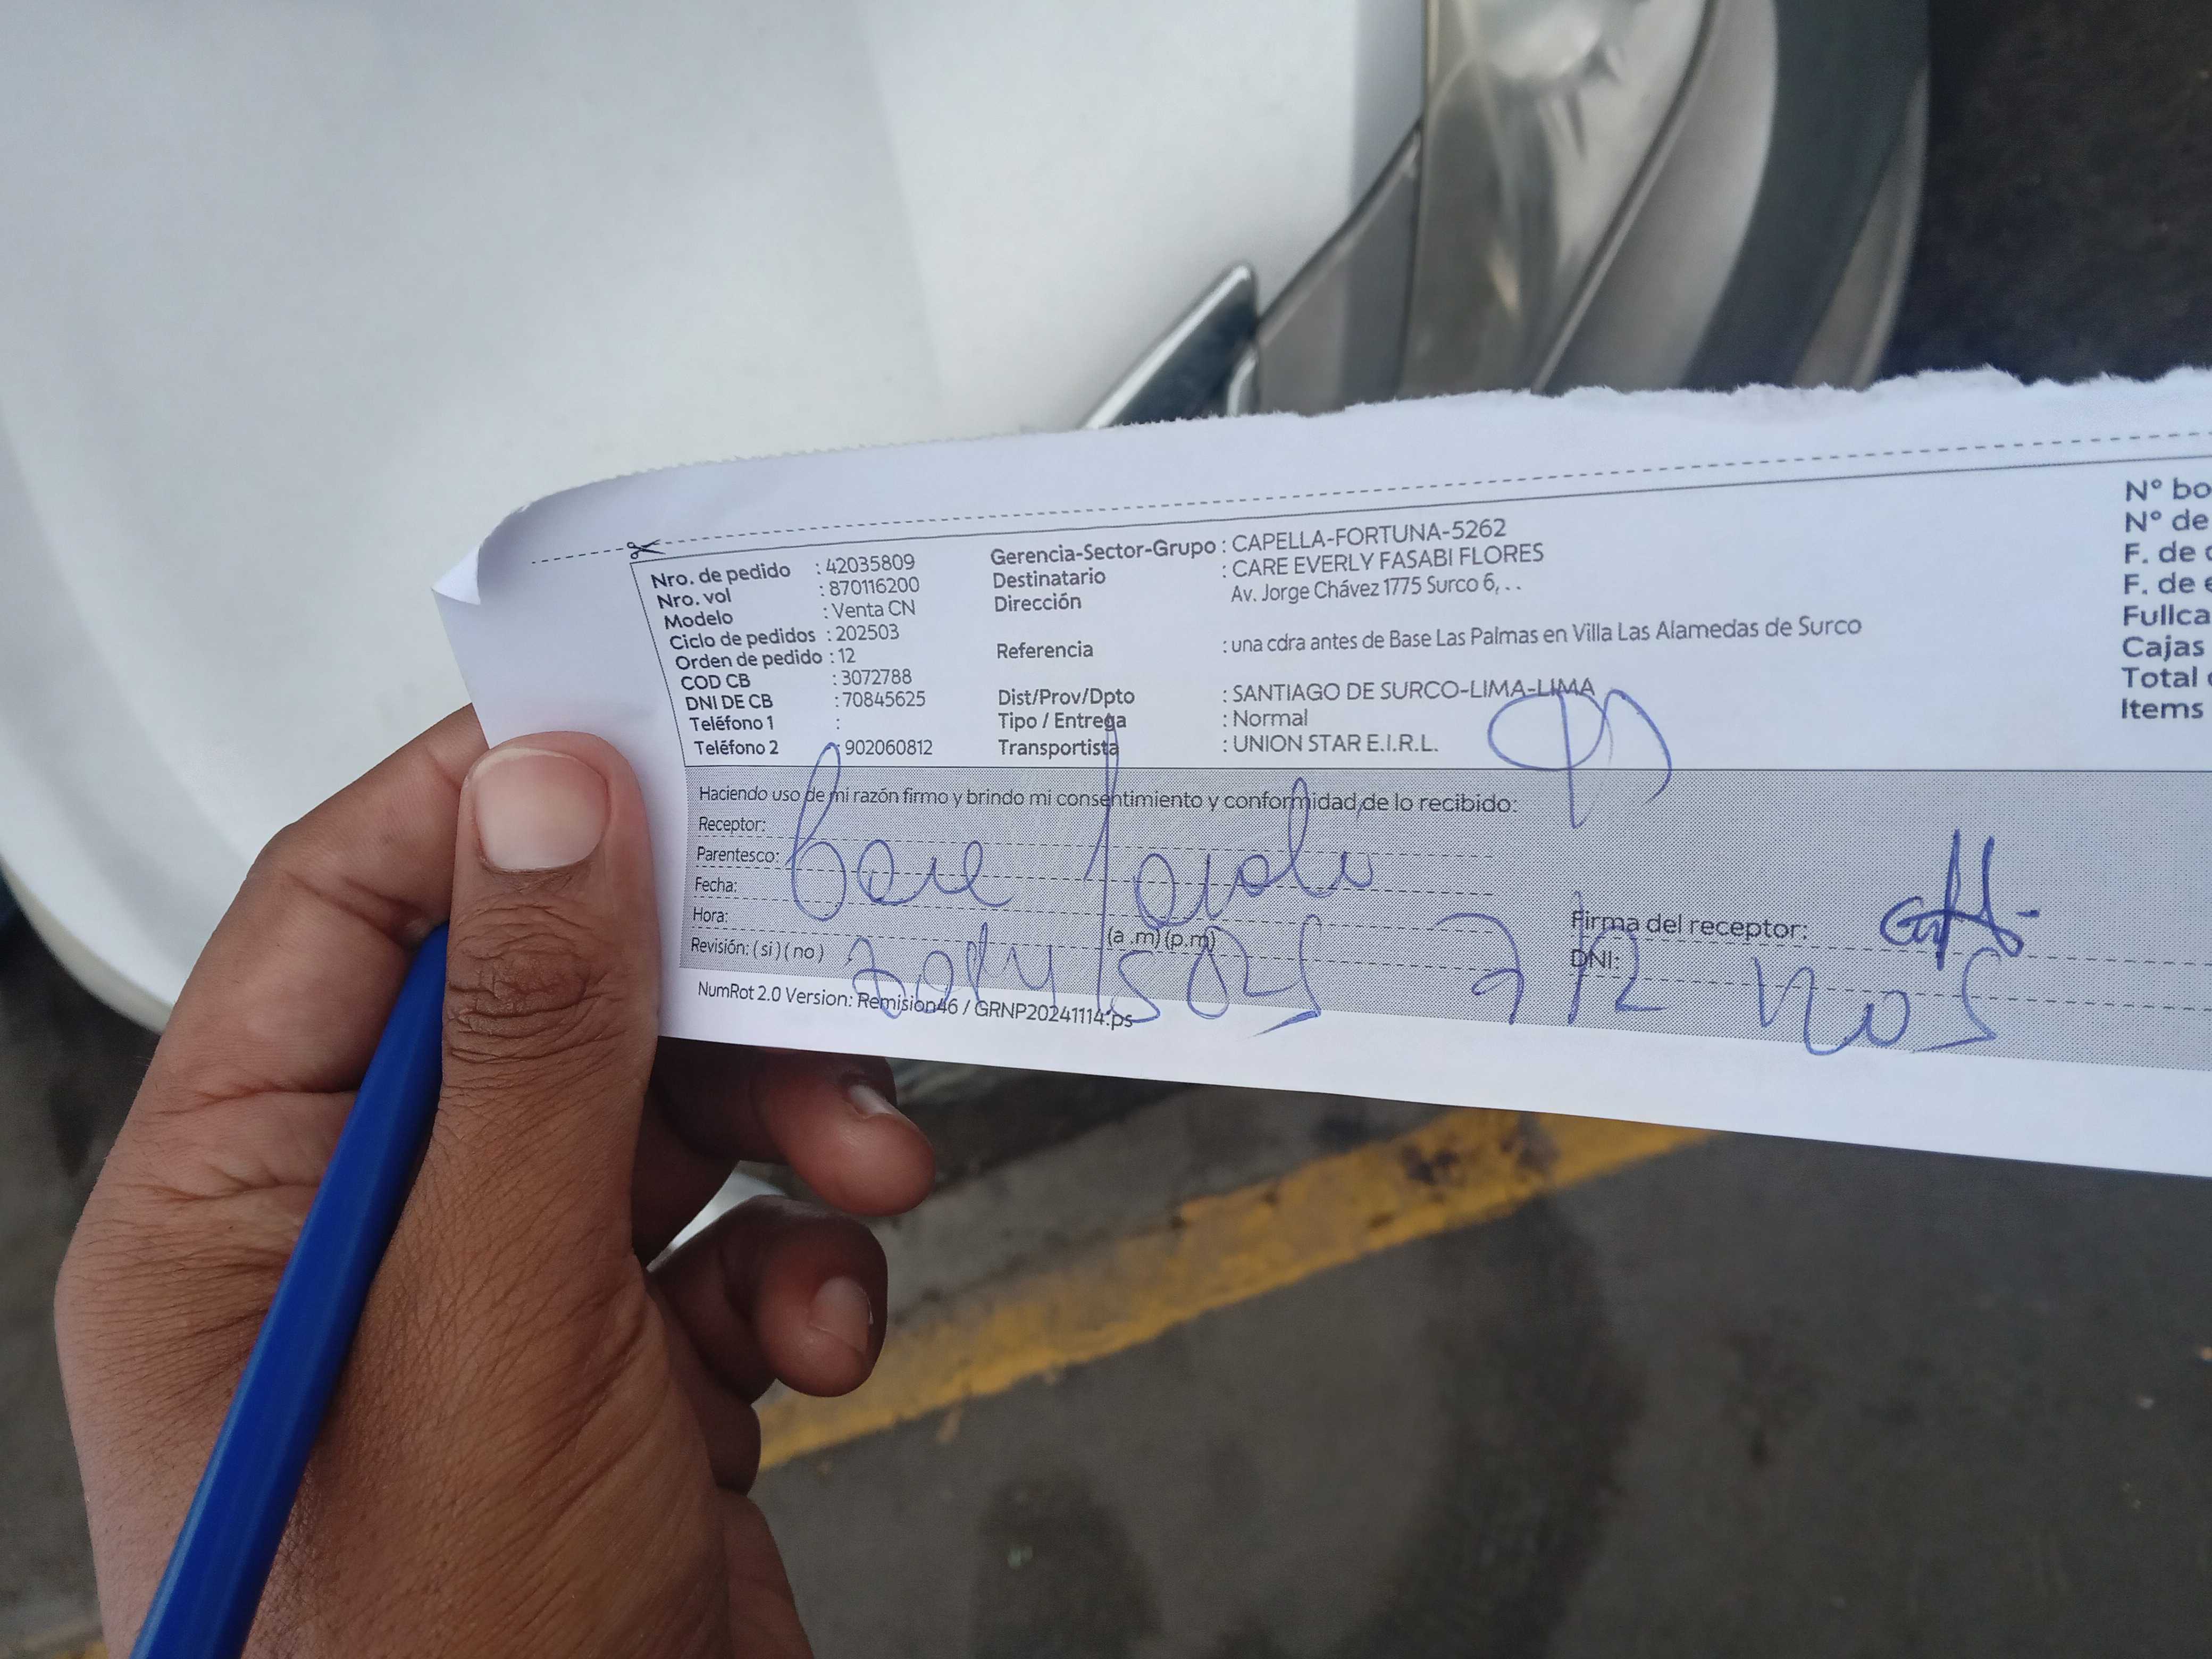 Nro. de pedido : 42035809
Nro. vol : 870116200
Modelo : Venta CN
Ciclo de pedidos : 202503
Orden de pedido : 12
COD CB : 3072788
DNI DE CB : 70845625
Teléfono 1 :
Teléfono 2 : 902060812
Gerencia-Sector-Grupo : CAPELLA-FORTUNA-5262
Destinatario : CARE EVERLY FASABI FLORES
Dirección Av. Jorge Chávez 1775 Surco 6, . .
Referencia : una cdra antes de Base Las Palmas en Villa Las Alamedas de Surco
Dist/Prov/Dpto : SANTIAGO DE SURCO-LIMA-LIMA
Tipo / Entrega : Normal
Transportista : UNION STAR E.I.R.L.
N° bo
N° de
F. de
F. de e
Fullca
Cajas
Total
Items
Haciendo uso de mi razón firmo y brindo mi consentimiento y conformidad de lo recibido:
Receptor:
Parentesco:
Fecha:
Hora: (a .m) (p.m)
Revisión: ( si ) ( no )
Firma del receptor:
DNI:
NumRot 2.0 Version: Remision46 / GRNP20241114.ps